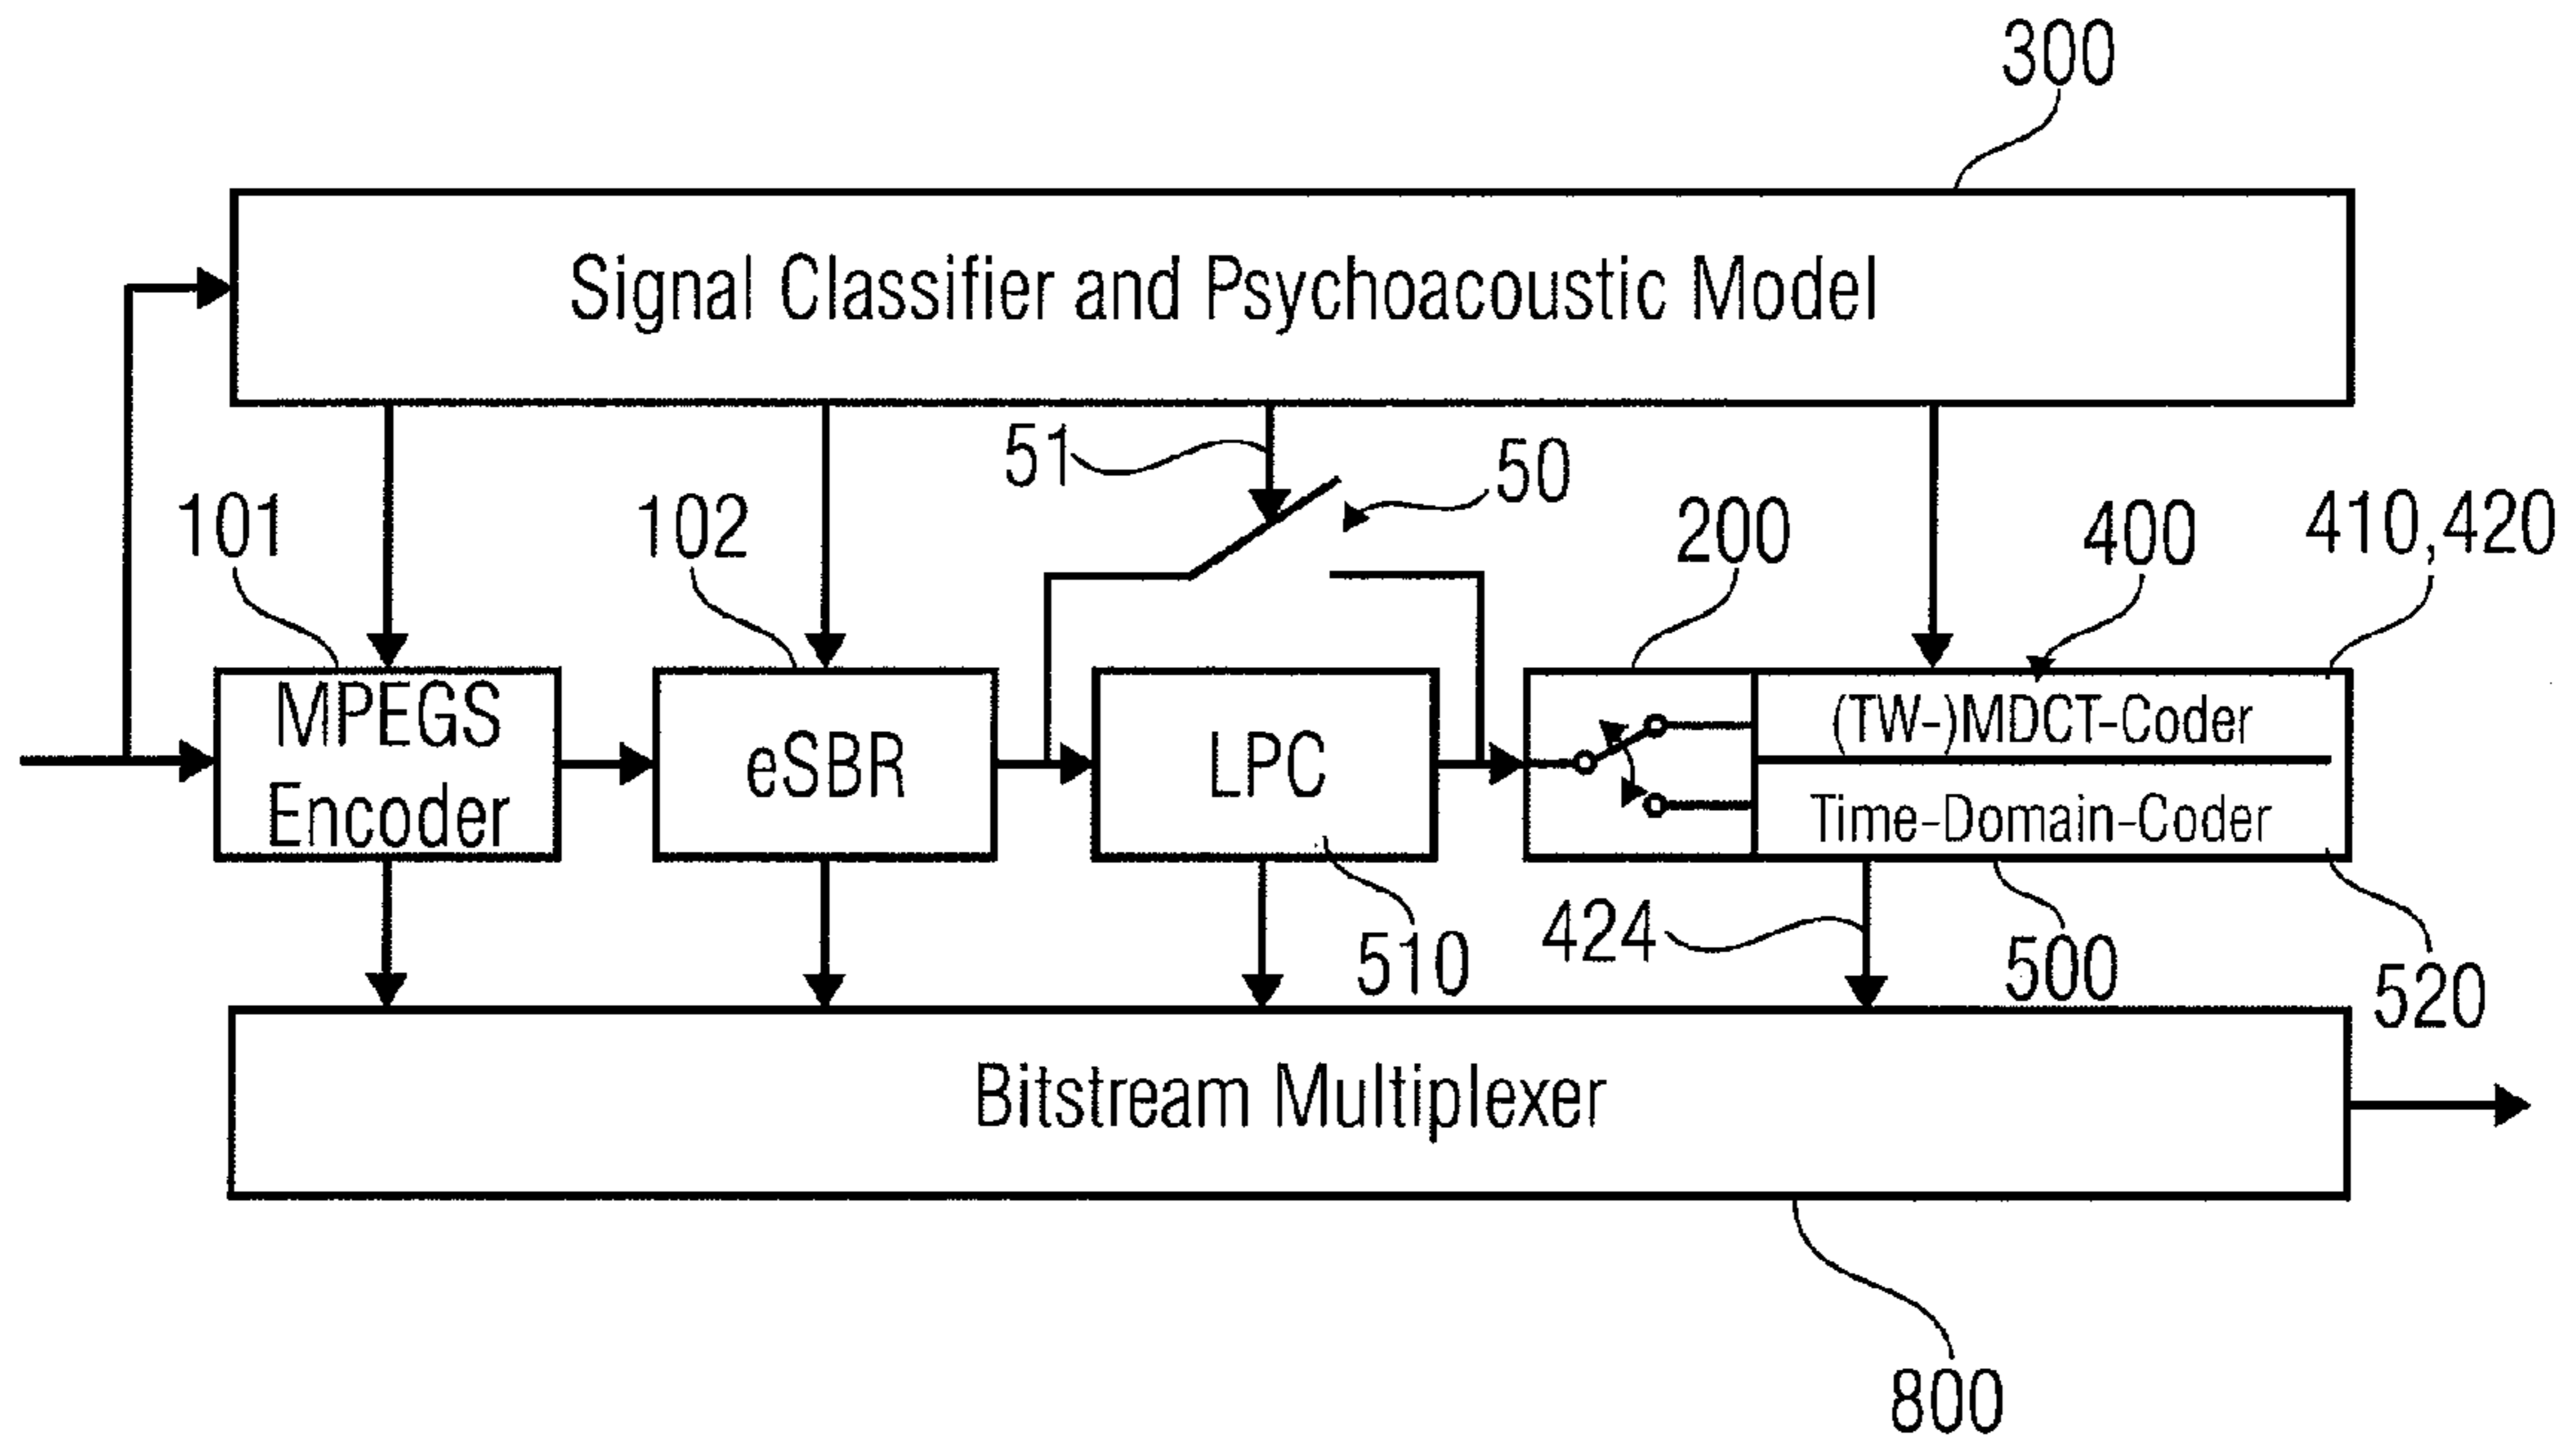 300
Signal Classifier and Psychoacoustic Model
51
50
101
102
200
400
410,420
MPEGS
Encoder
eSBR
LPC
(TW-)MDCT-Coder
Time-Domain-Coder
510
424
500
520
Bitstream Multiplexer
800